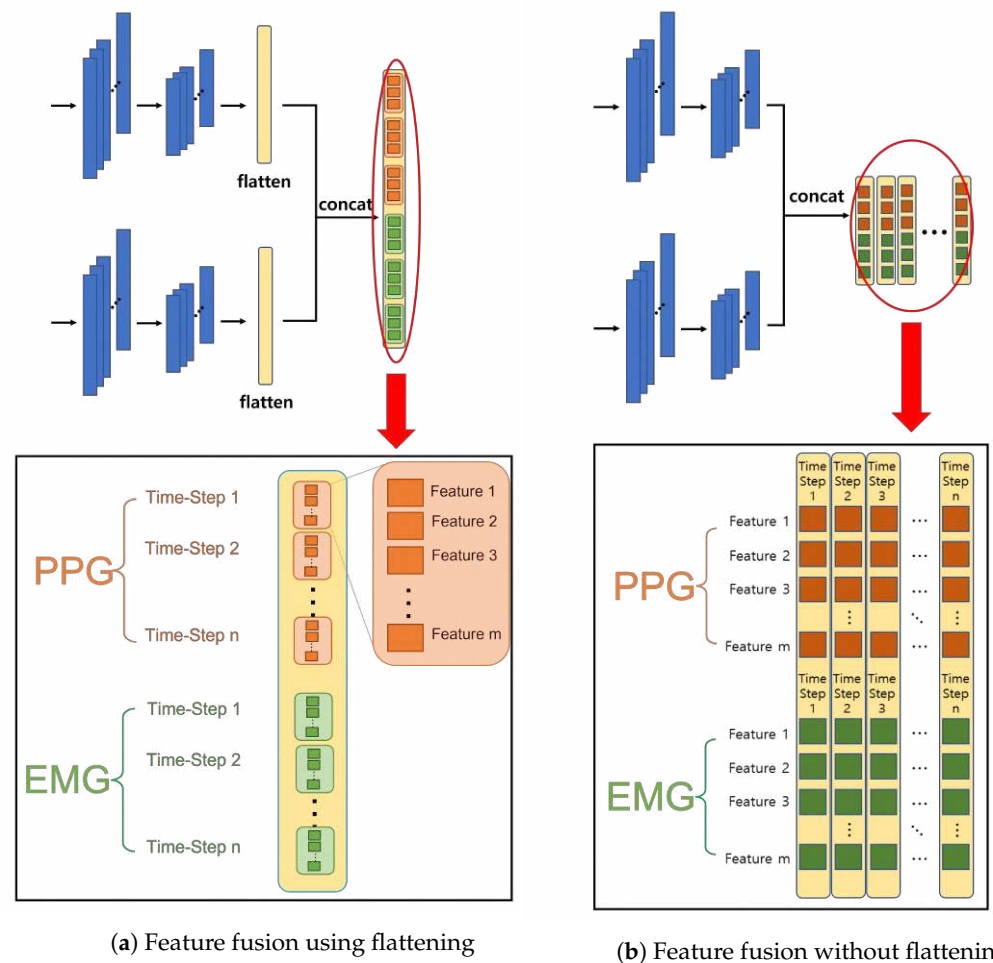 flatten
concat
flatten
PPG
Time-Step 1
Time-Step 2
Time-Step n
Feature 1
Feature 2
Feature 3
Feature m
EMG
Time-Step 1
Time-Step 2
Time-Step n
(a) Feature fusion using flattening
concat
Time Time Time Time
Step Step Step Step
1 2 3 n
PPG
Feature 1
Feature 2
Feature 3
Feature m
Time Time Time Time
Step Step Step Step
1 2 3 n
EMG
Feature 1
Feature 2
Feature 3
Feature m
(b) Feature fusion without flattenin